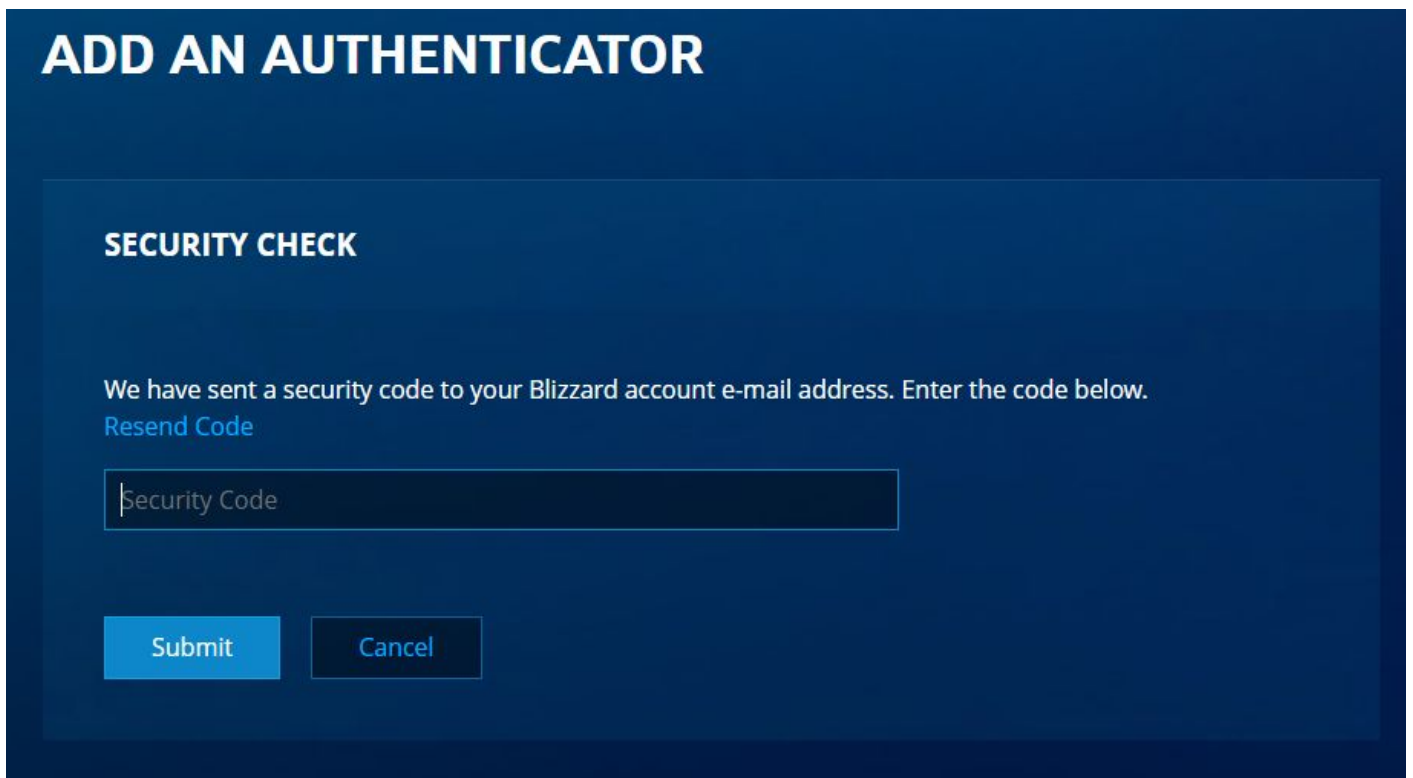 ADD AN AUTHENTICATOR
SECURITY CHECK
We have sent a security code to your Blizzard account e-mail address. Enter the code below.
Resend Code
Security Code
Submit
Cancel